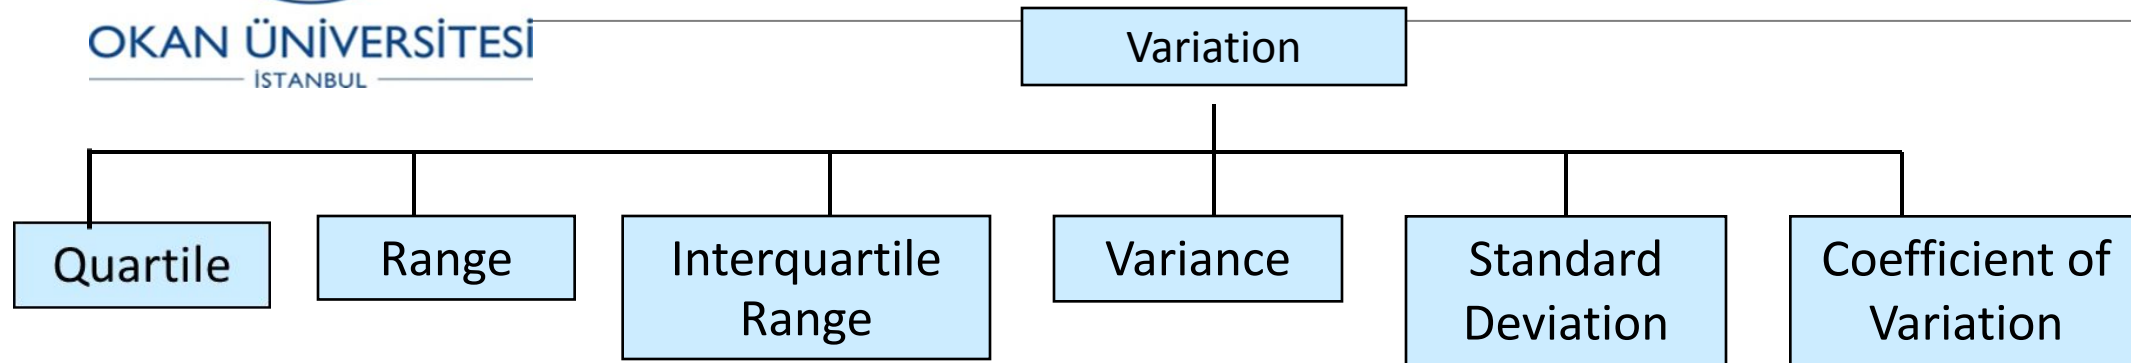 OKAN ÜNİVERSİTESİ
İSTANBUL
Variation
Quartile
Range
Interquartile
Range
Variance
Standard
Deviation
Coefficient of
Variation